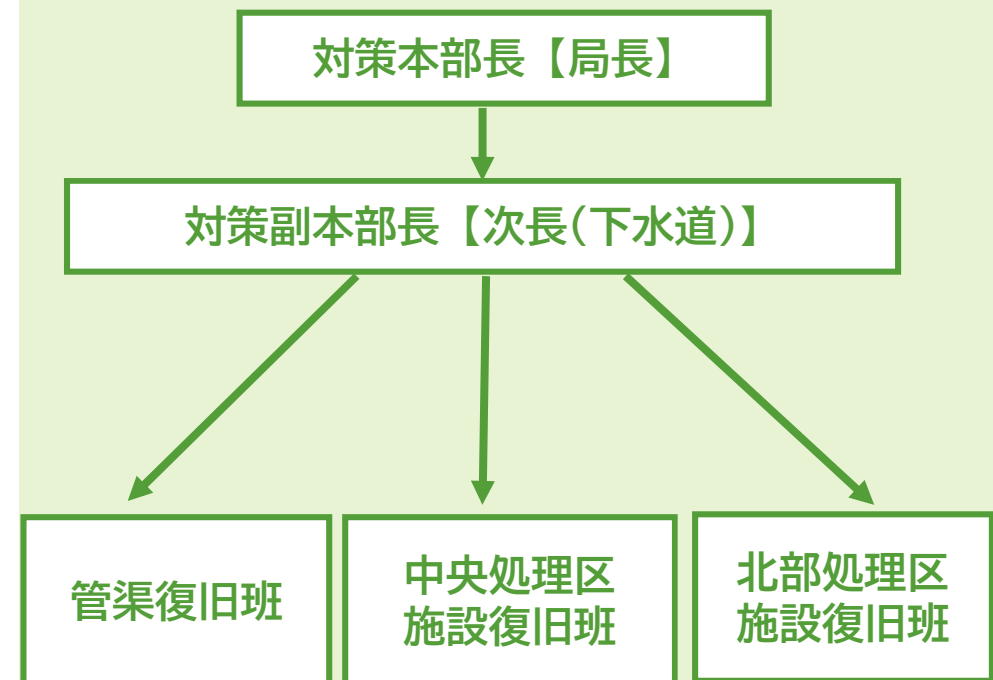 対策本部長【局長】
対策副本部長【次長(下水道)】
管渠復旧班
中央処理区
施設復旧班
北部処理区
施設復旧班